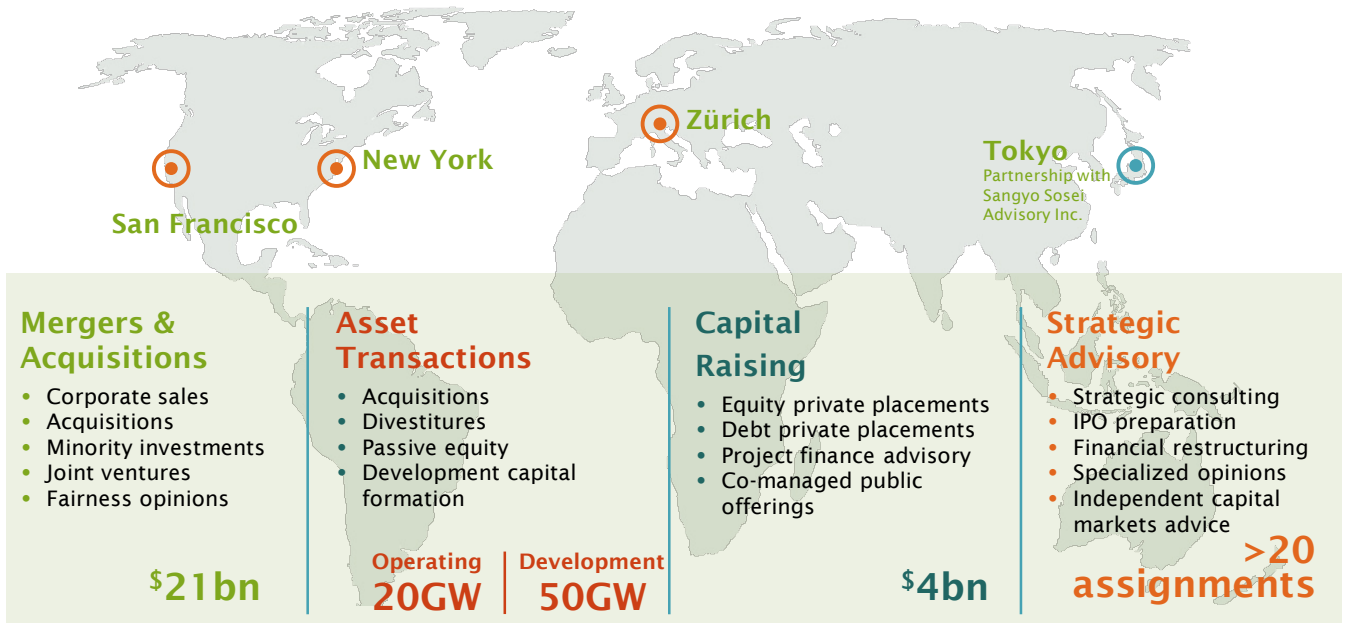 Zürich
New York
Tokyo
Partnership with
Sangyo Sosei
Advisory Inc.
San Francisco
Mergers &
Acquisitions
• Corporate sales
• Acquisitions
• Minority investments
• Joint ventures
• Fairness opinions
$21bn
Asset
Transactions
• Acquisitions
• Divestitures
• Passive equity
• Development capital
formation
Operating
20GW
Development
50GW
Capital
Raising
• Equity private placements
• Debt private placements
• Project finance advisory
• Co-managed public
offerings
$4bn
Strategic
Advisory
• Strategic consulting
• IPO preparation
• Financial restructuring
• Specialized opinions
• Independent capital
markets advice
>20
assignments